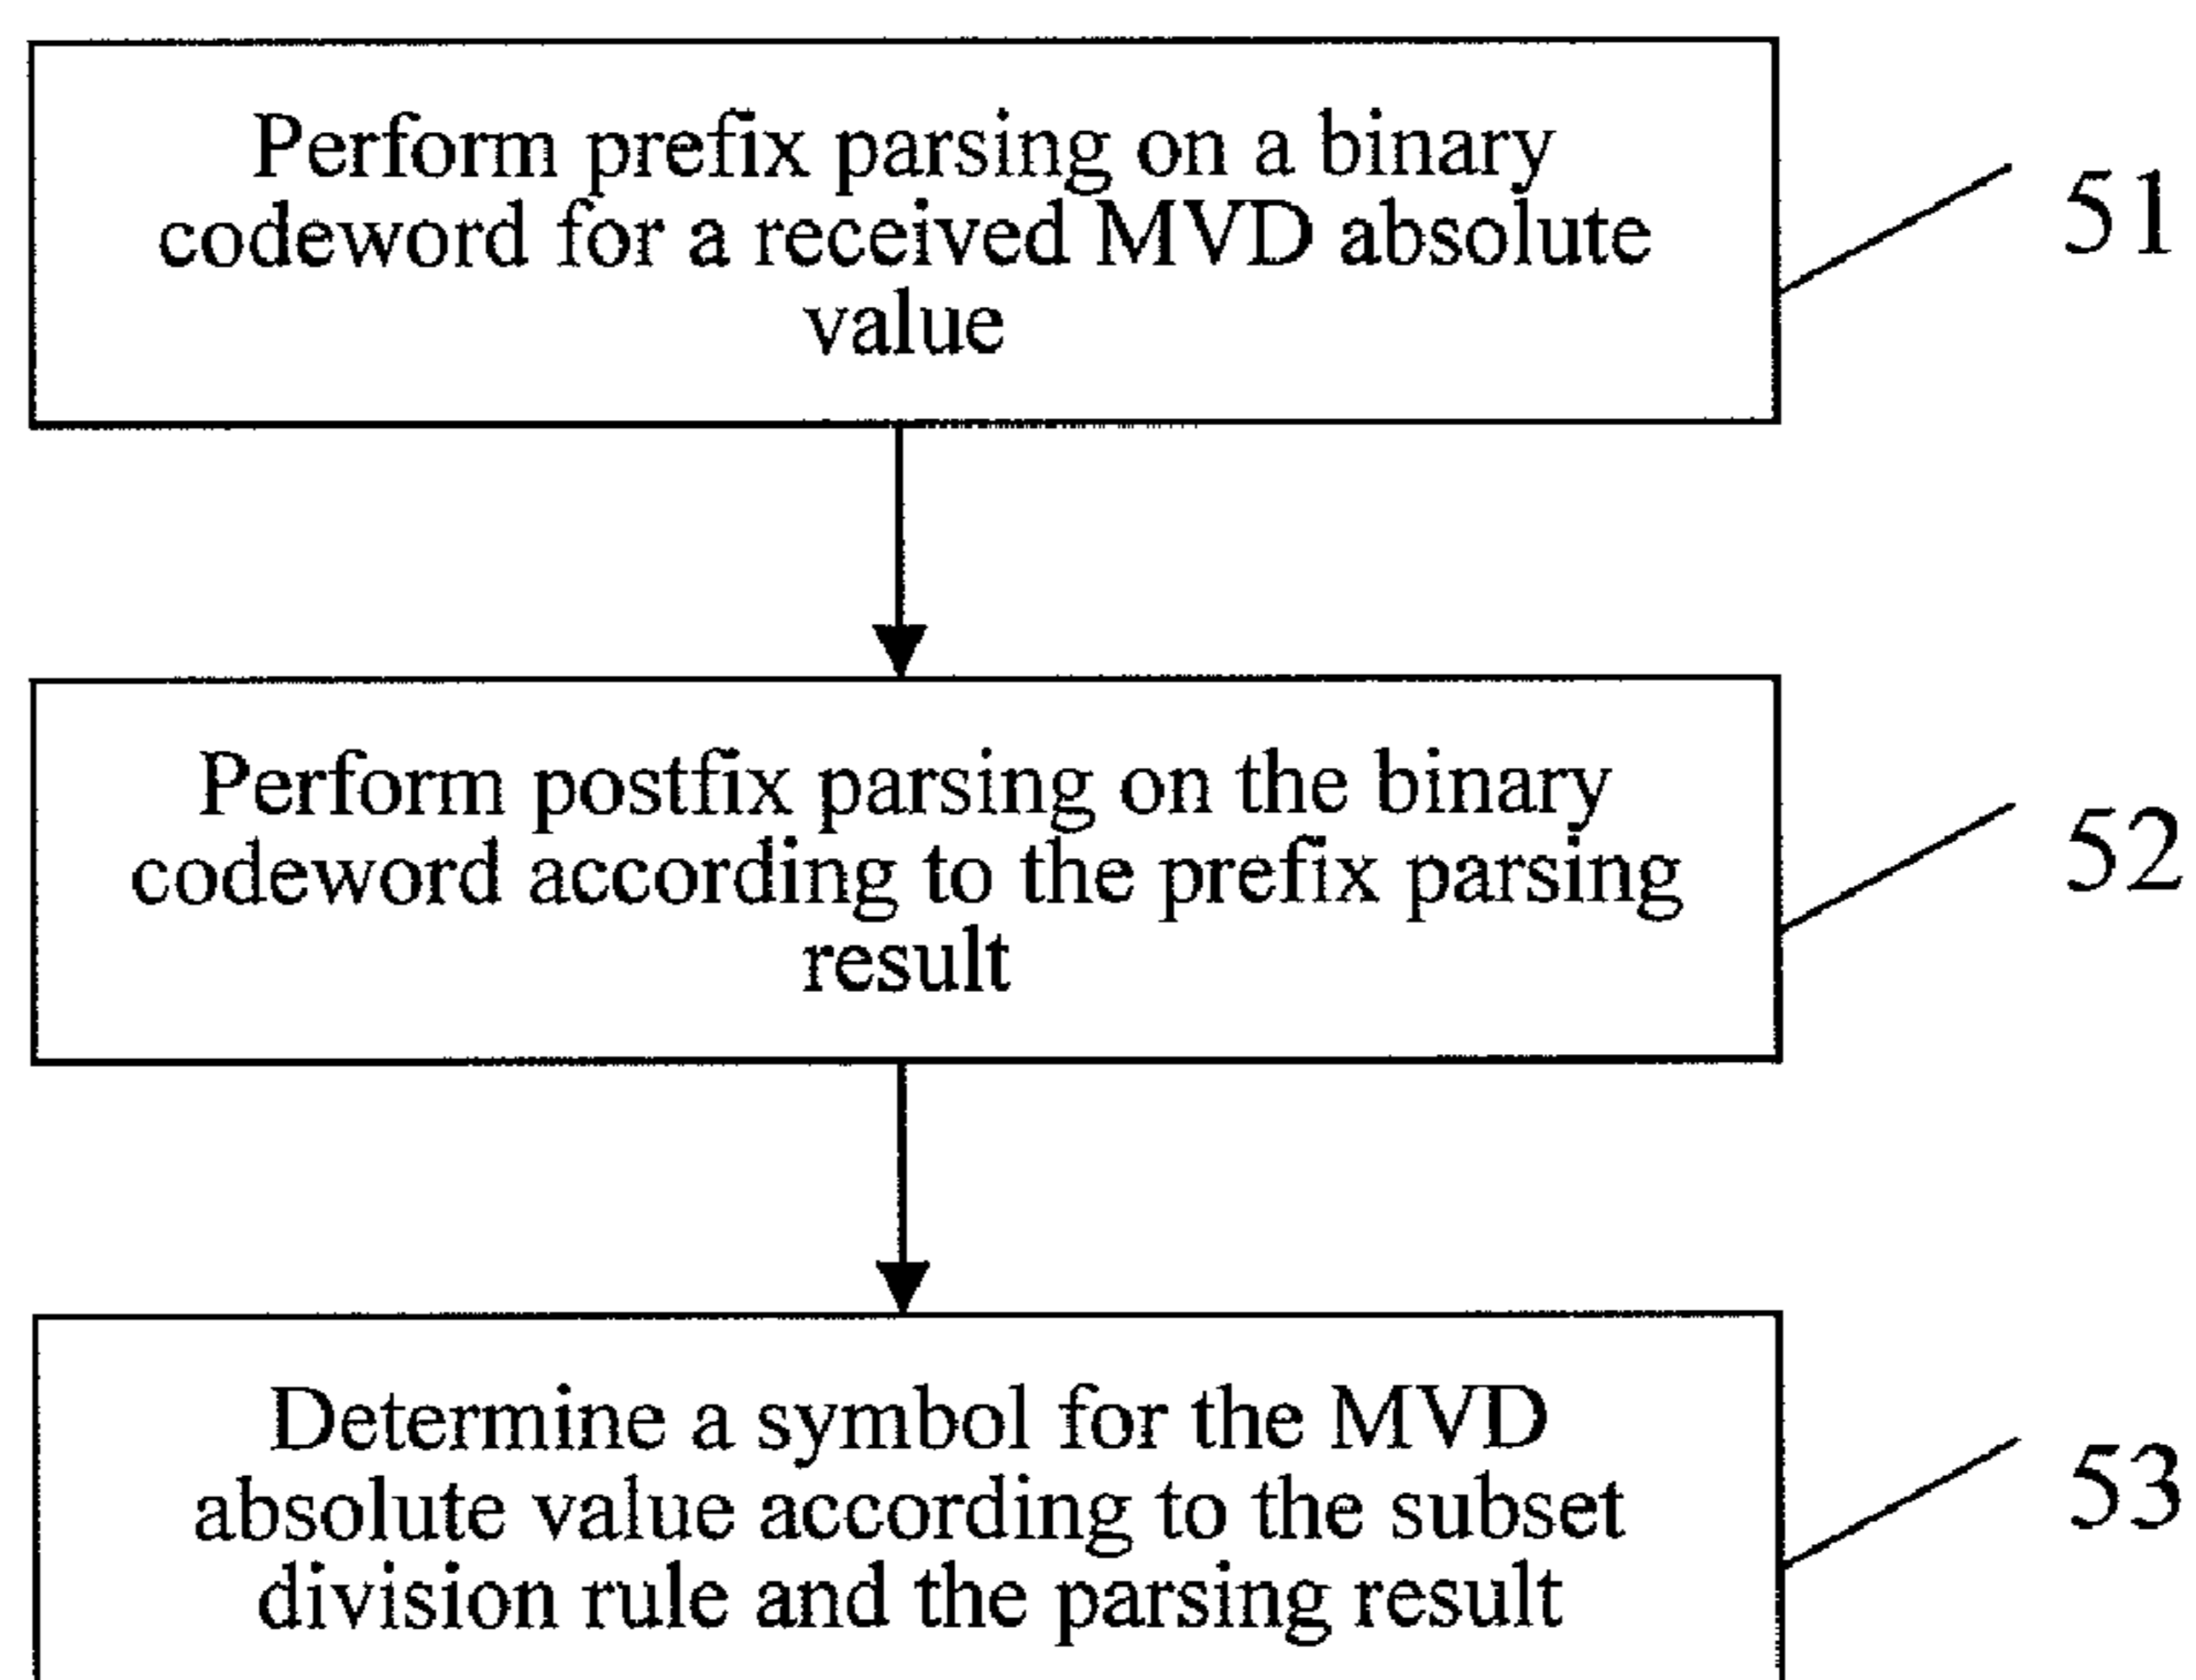 Perform prefix parsing on a binary
codeword for a received MVD absolute
value
51
Perform postfix parsing on the binary
codeword according to the prefix parsing
result
52
Determine a symbol for the MVD
absolute value according to the subset
division rule and the parsing result
53